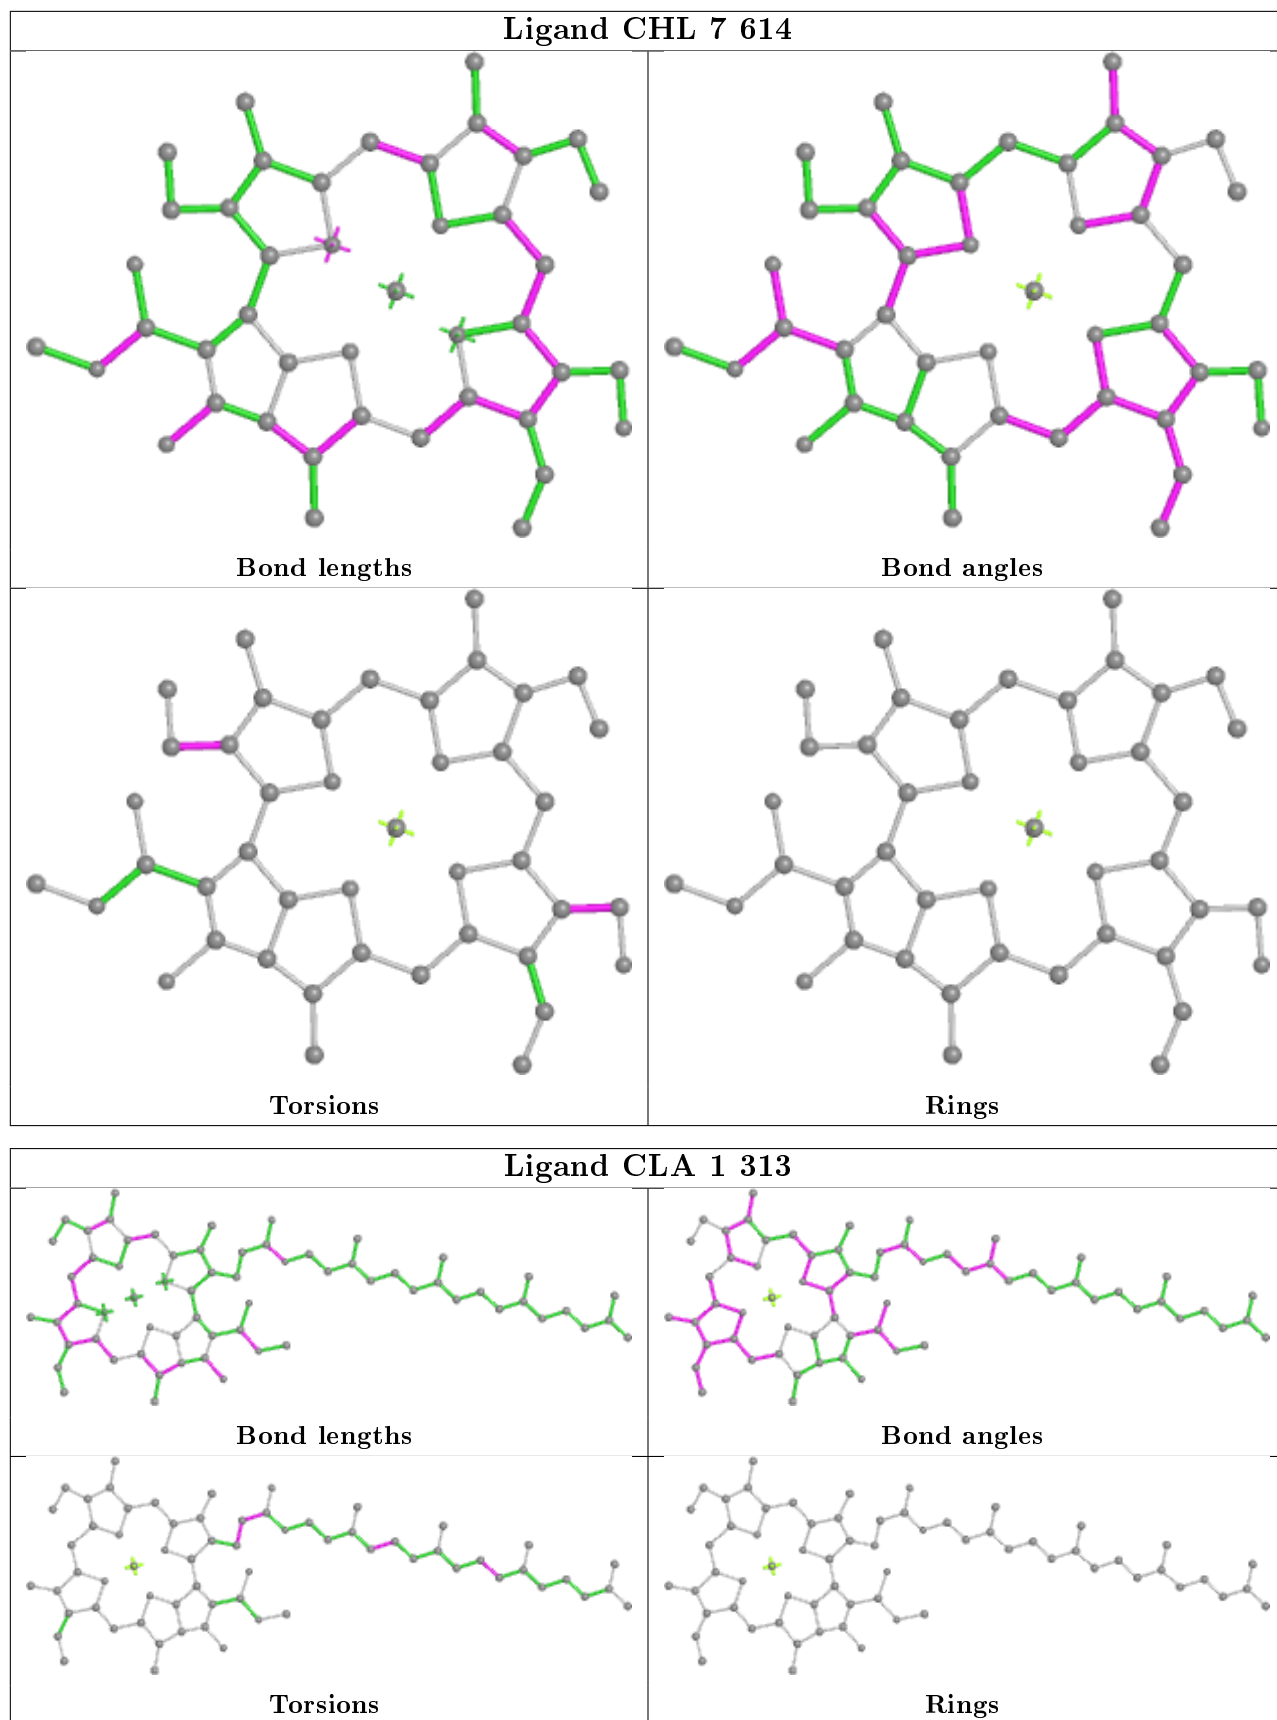 Ligand CHL 7 614
Bond lengths
Bond angles
Torsions
Rings
Ligand CLA 1 313
Bond lengths
Bond angles
Torsions
Rings